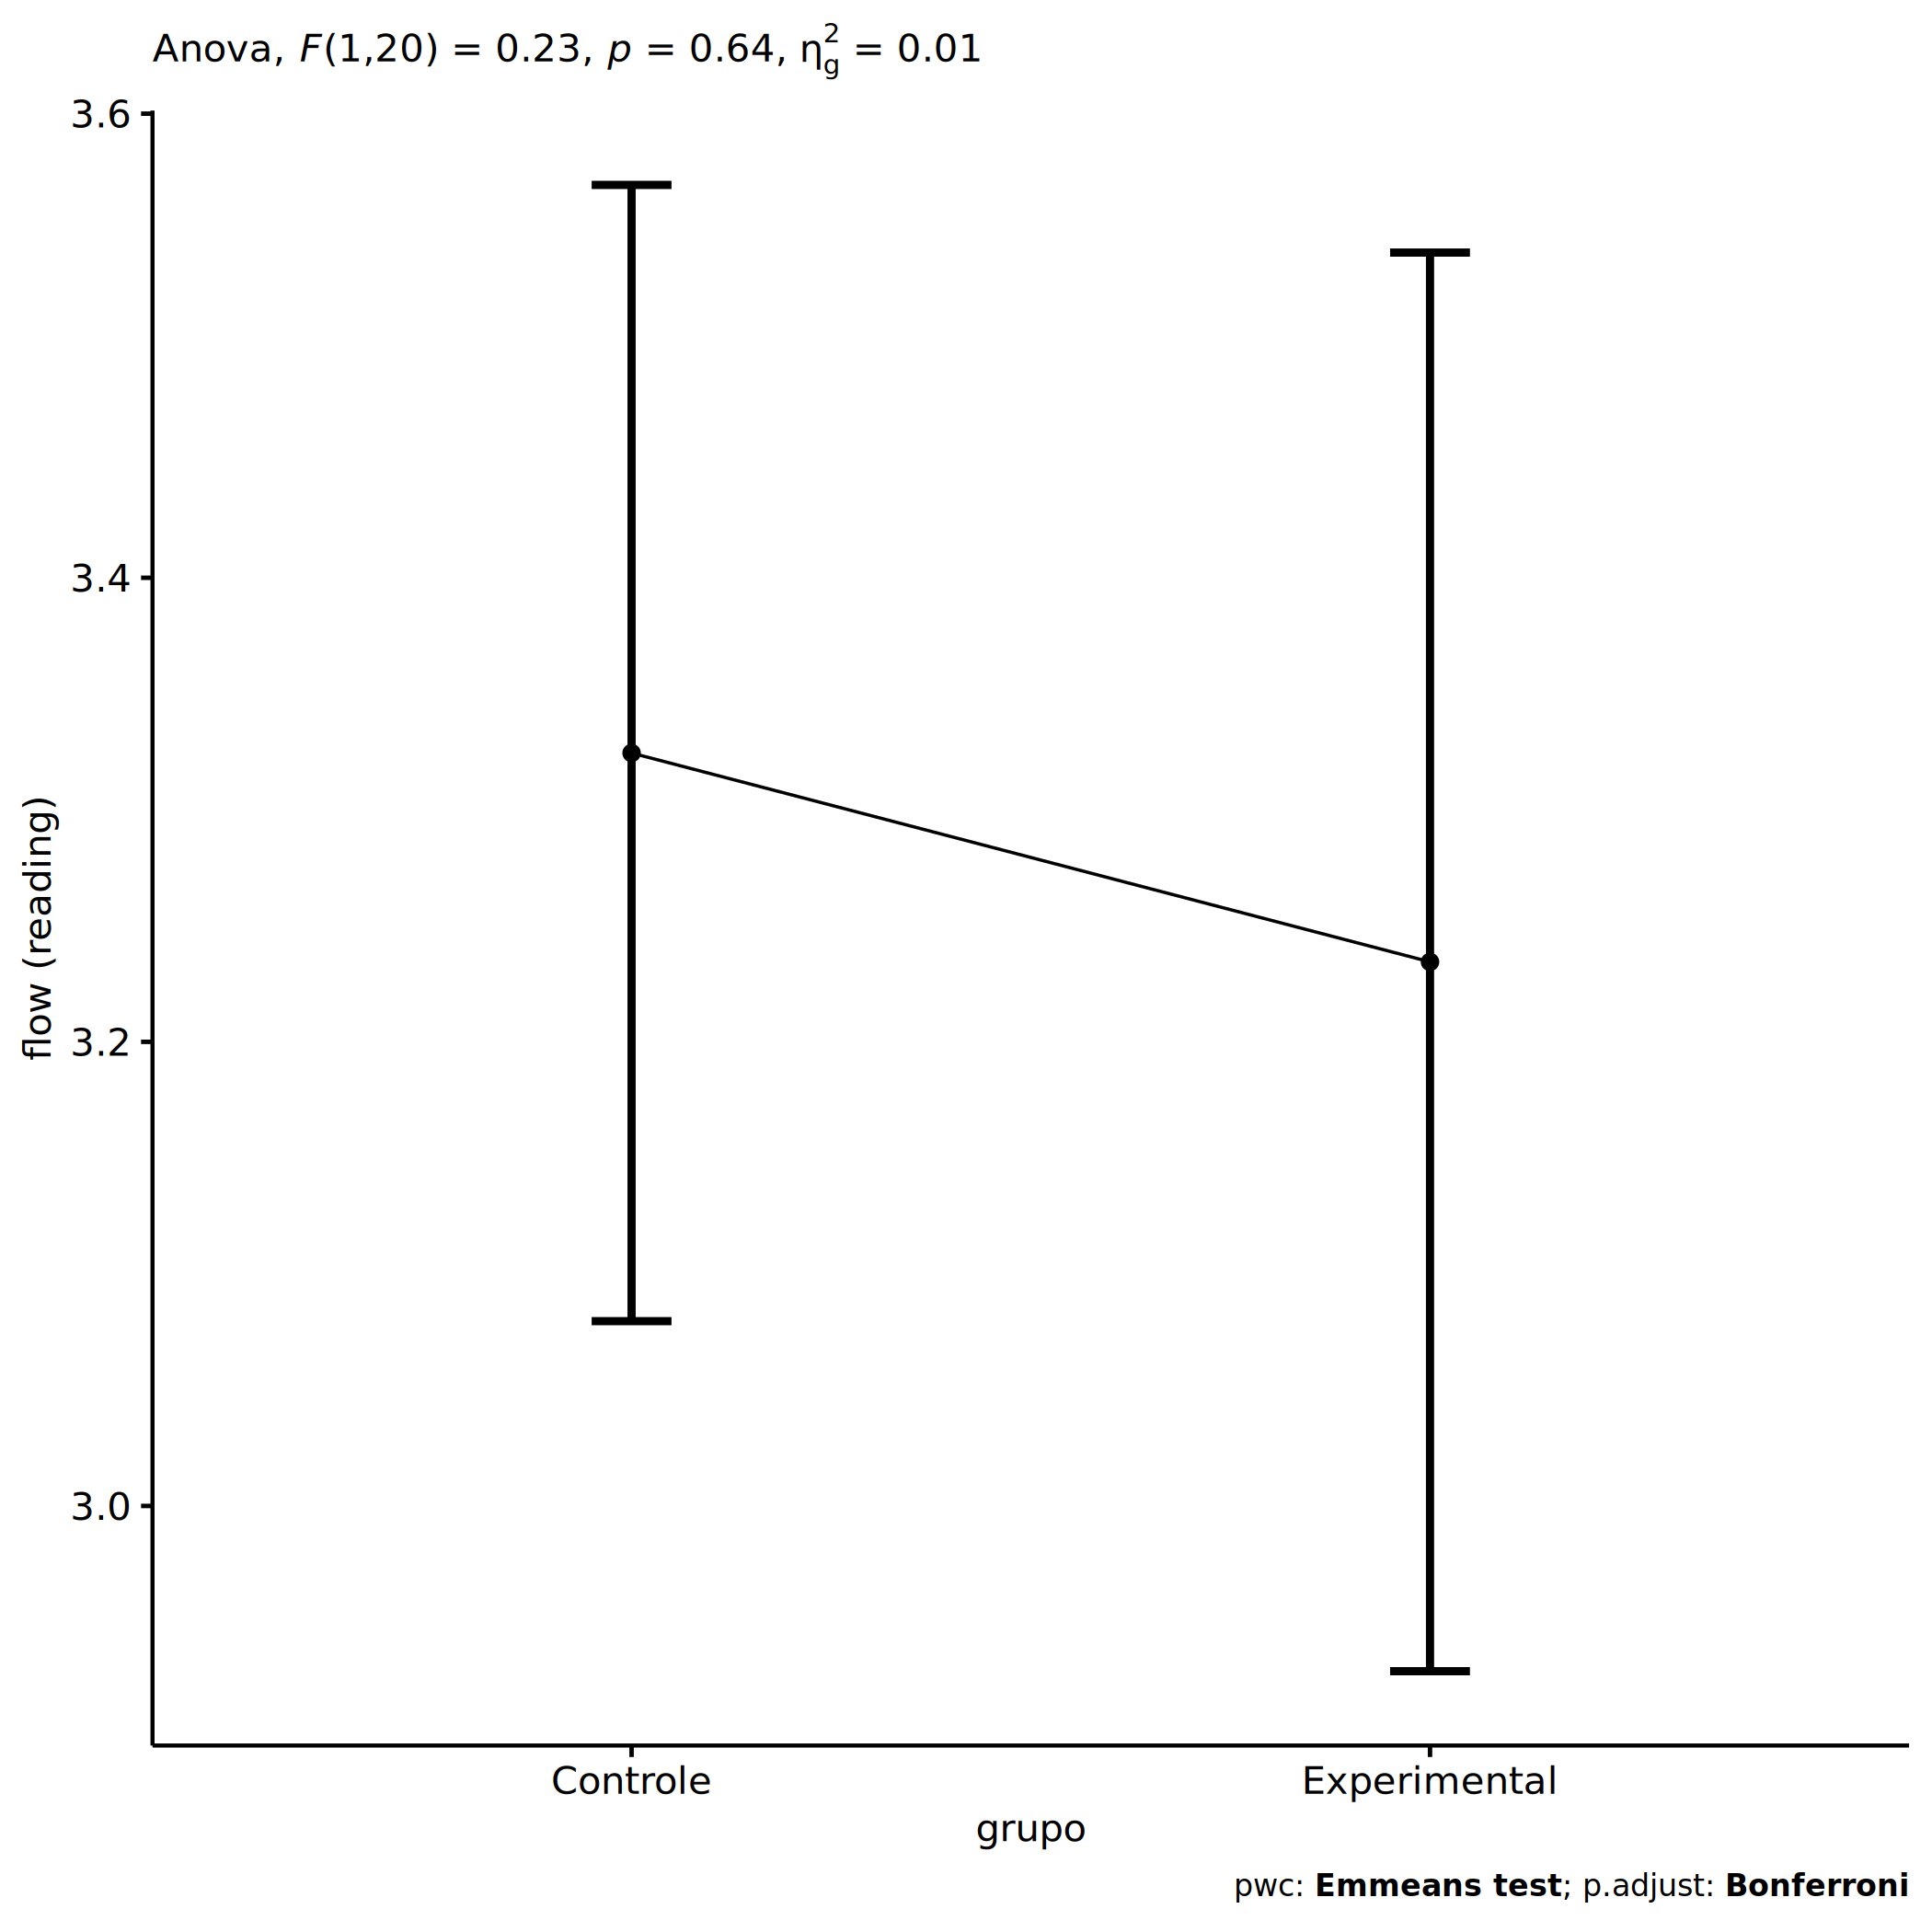 Anova, F(1,20) = 0.23, p = 0.64, η²g = 0.01
3.6
3.4
3.2
3.0
flow (reading)
Controle Experimental
grupo
pwc: Emmeans test; p.adjust: Bonferroni